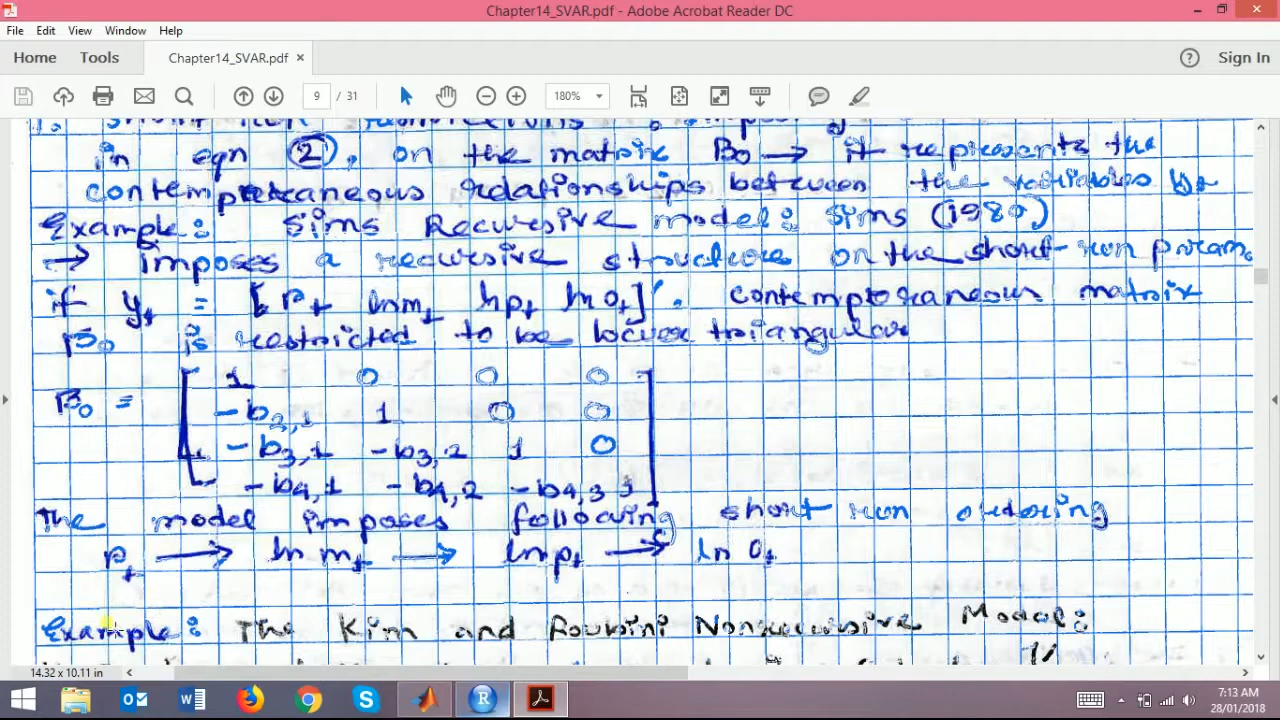 Chapter14_SVAR.pdf - Adobe Acrobat Reader DC
File Edit View Window Help
Home Tools Chapter14_SVAR.pdf × Sign In
9 / 31 180%
in eqn (2), on the matrix B0 → it represents the
contemporaneous relationships between the variables
Example: Sims Recursive model: Sims (1980)
→ imposes a recursive structure on the short-run param.
if yt = [ rt lnmt lnpt lnot]'. contemporaneous matrix
B0 is restricted to be lower triangular
1 0 0 0
B0 = -b2,1 1 0 0
-b3,1 -b3,2 1 0
-b4,1 -b4,2 -b4,3 1
The model imposes following short run ordering
rt → ln mt → lnpt → ln ot
Example: The Kim and Roubini Nonrecursive Model:
14.32 x 10.11 in
7:13 AM
28/01/2018